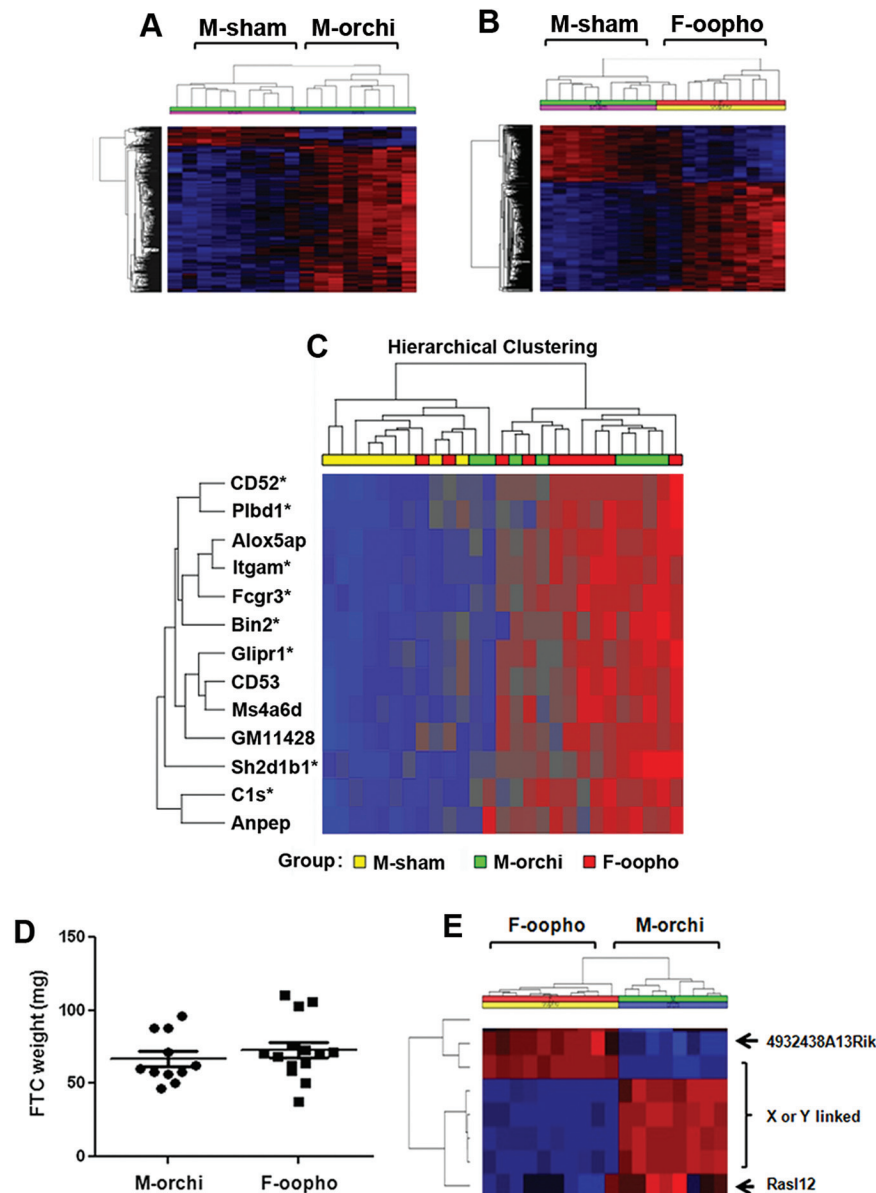 A
M-sham
M-orchi
B
M-sham
F-oopho
C
Hierarchical Clustering
CD52*
Plbd1*
Alox5ap
Itgam*
Fcgr3*
Bin2*
Glipr1*
CD53
Ms4a6d
GM11428
Sh2d1b1*
C1s*
Anpep
Group: M-sham M-orchi F-oopho
D
FTC weight (mg)
150
100
50
0
M-orchi
F-oopho
E
F-oopho
M-orchi
4932438A13Rik
X or Y linked
Rasl12